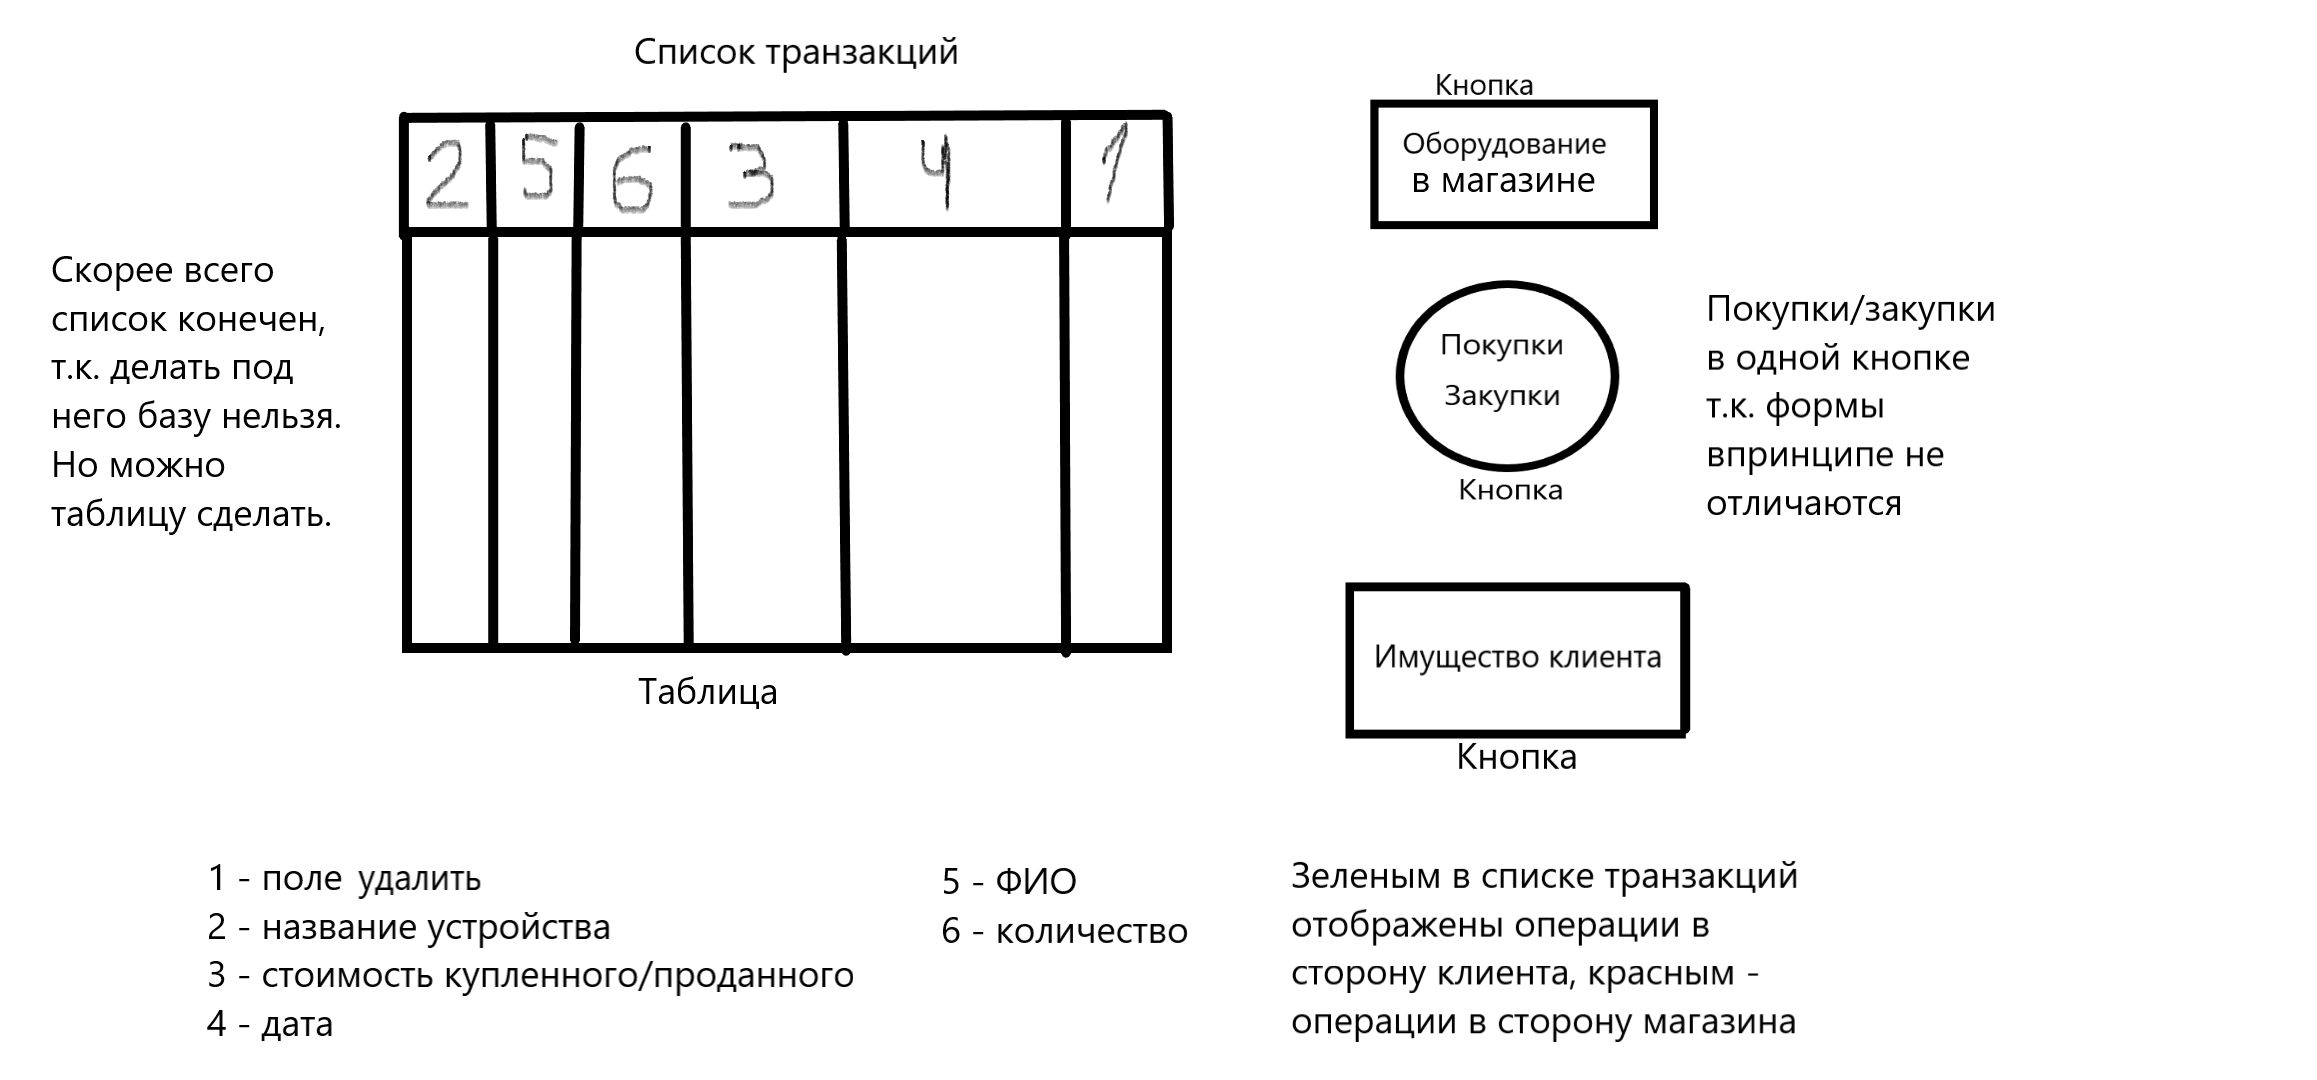 Список транзакций
2 5 6 3 4 1
Скорее всего
список конечен,
т.к. делать под
него базу нельзя.
Но можно
таблицу сделать.
Таблица
Кнопка
Оборудование
в магазине
Покупки
Закупки
Кнопка
Покупки/закупки
в одной кнопке
т.к. формы
впринципе не
отличаются
Имущество клиента
Кнопка
1 - поле удалить
2 - название устройства
3 - стоимость купленного/проданного
4 - дата
5 - ФИО
6 - количество
Зеленым в списке транзакций
отображены операции в
сторону клиента, красным -
операции в сторону магазина